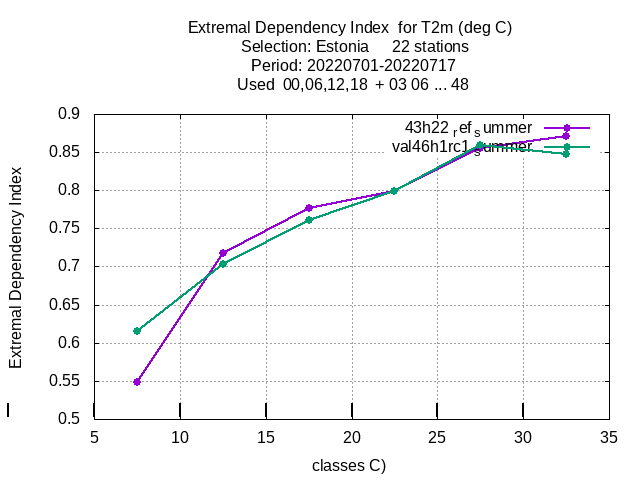 Extremal Dependency Index  for T2m (deg C)
Selection: Estonia     22 stations
Period: 20220701-20220717
Used  00,06,12,18  + 03 06 ... 48
Extremal Dependency Index
0.9
0.85
0.8
0.75
0.7
0.65
0.6
0.55
0.5
43h22 ref summer
val46h1rc1 summer
5 10 15 20 25 30 35
classes C)